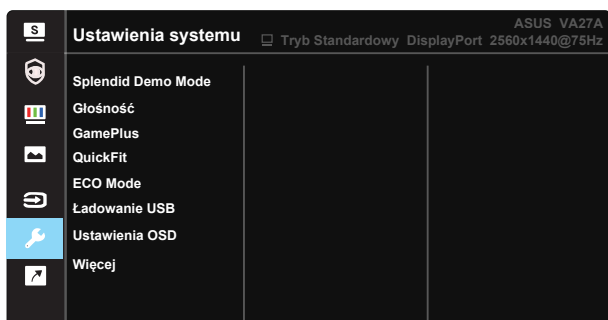 S
ASUS VA27A
Ustawienia systemu
Tryb Standardowy DisplayPort 2560x1440@75Hz
Splendid Demo Mode
Głośność
GamePlus
QuickFit
ECO Mode
Ładowanie USB
Ustawienia OSD
Więcej